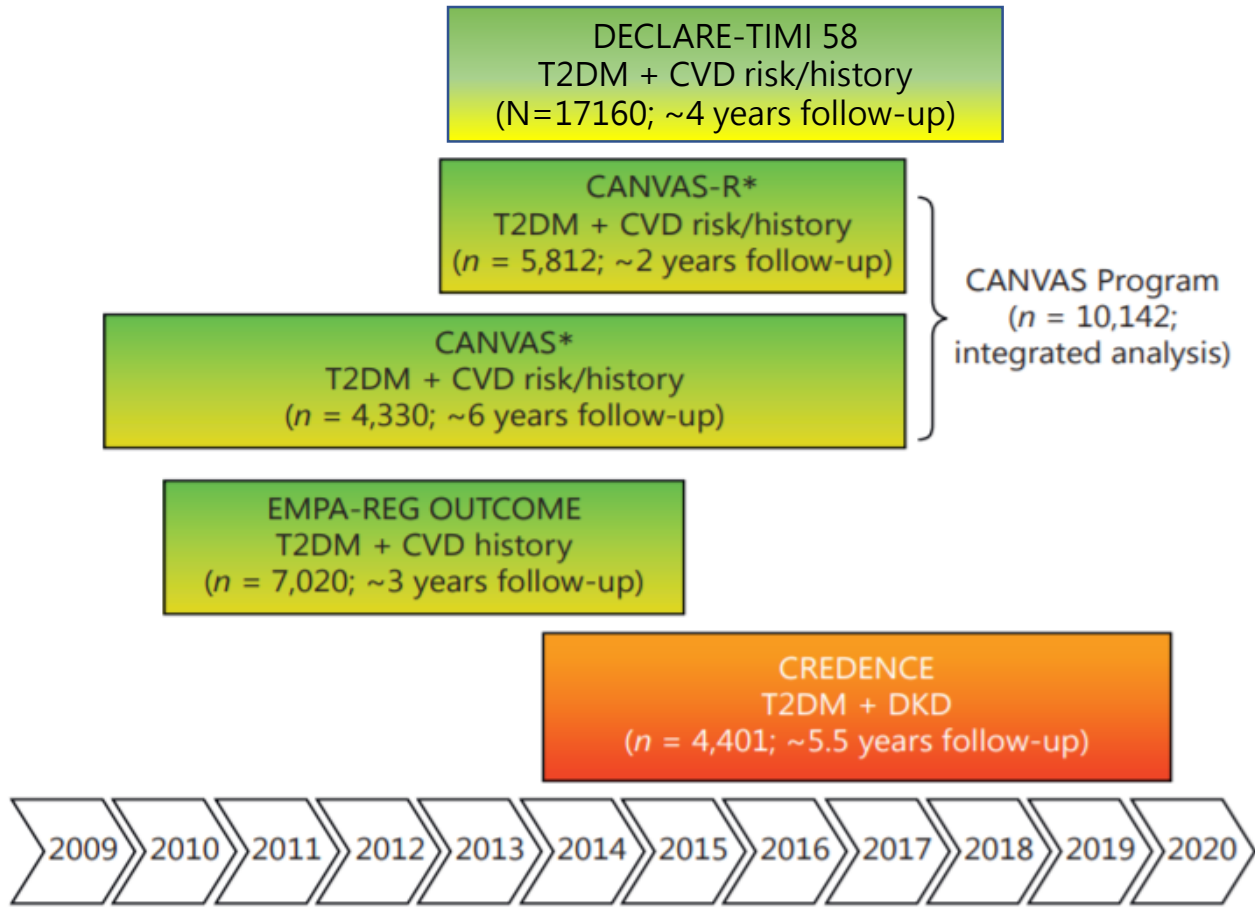 DECLARE-TIMI 58
T2DM + CVD risk/history
(N=17160; ~4 years follow-up)
CANVAS-R*
T2DM + CVD risk/history
(n = 5,812; ~2 years follow-up)
CANVAS Program
(n = 10,142;
integrated analysis)
CANVAS*
T2DM + CVD risk/history
(n = 4,330; ~6 years follow-up)
EMPA-REG OUTCOME
T2DM + CVD history
(n = 7,020; ~3 years follow-up)
CREDENCE
T2DM + DKD
(n = 4,401; ~5.5 years follow-up)
2009 2010 2011 2012 2013 2014 2015 2016 2017 2018 2019 2020